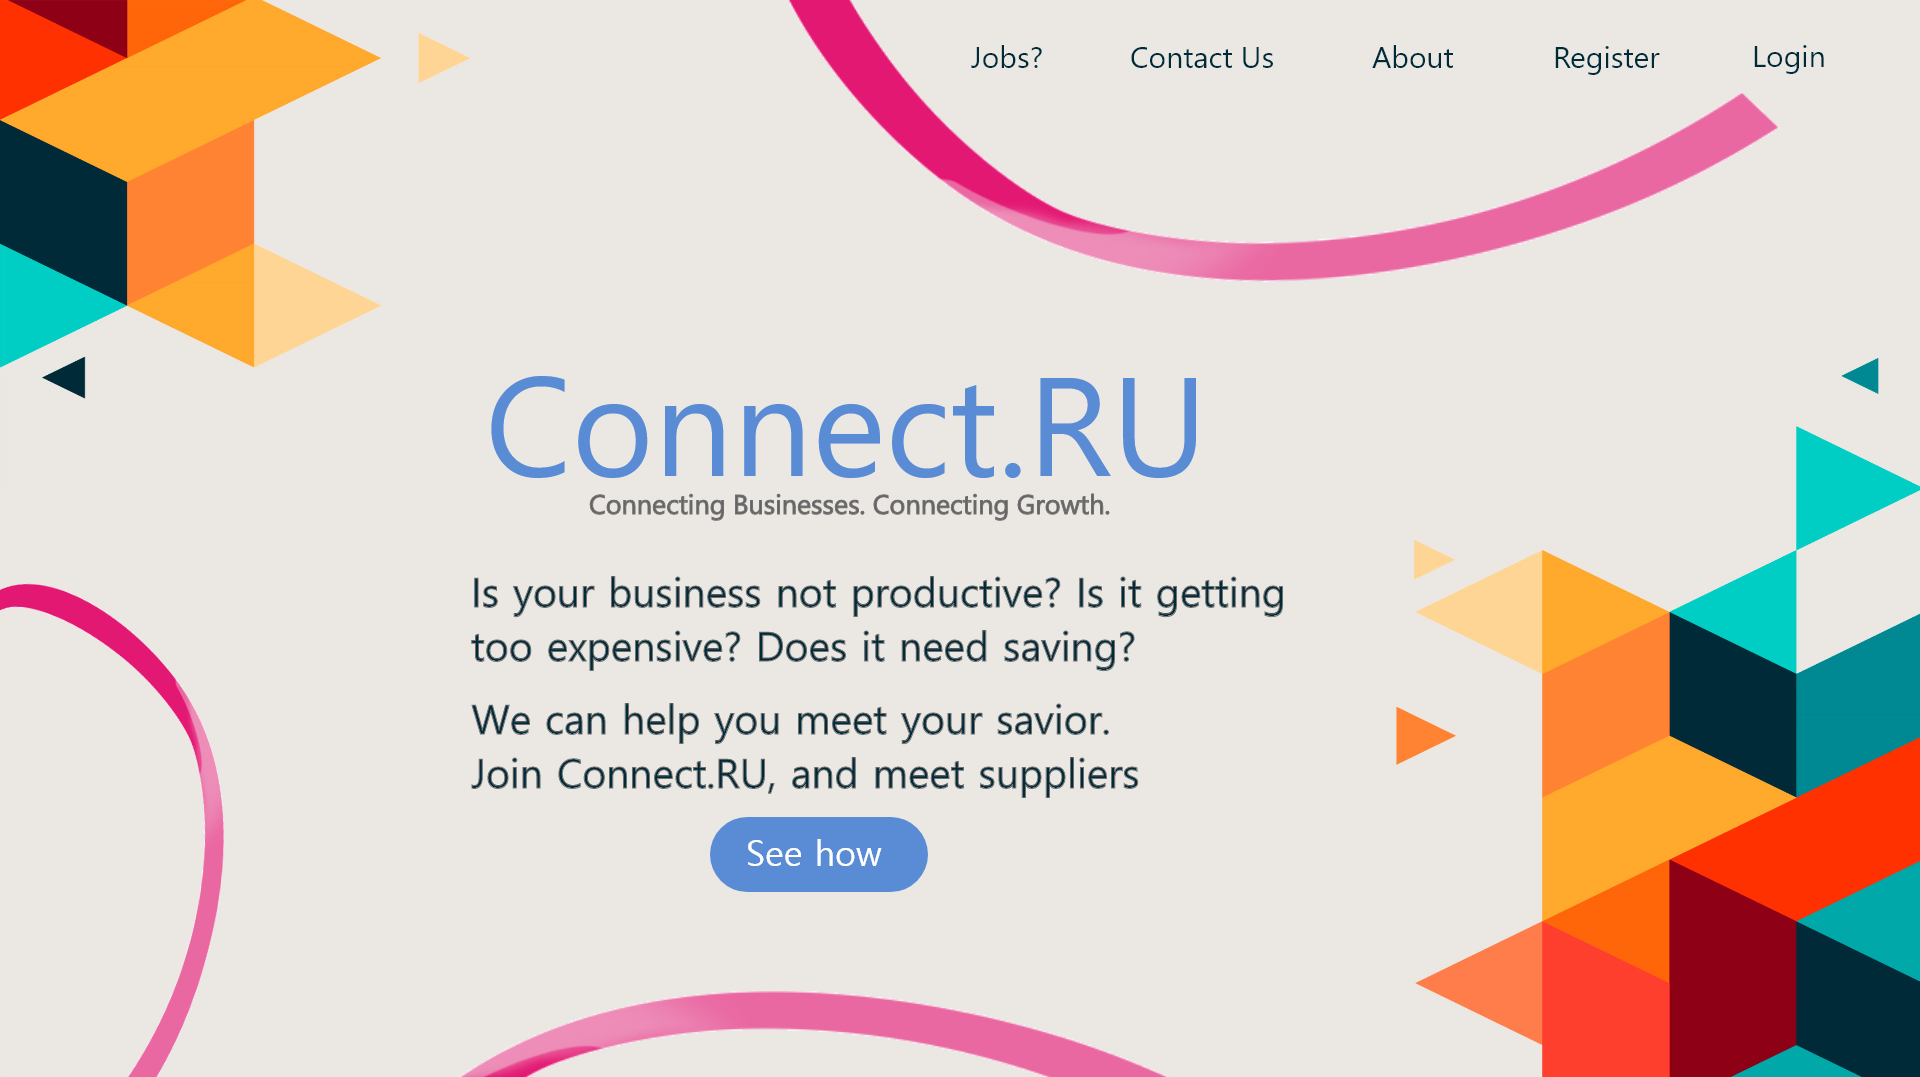 Jobs?
Contact Us
About
Register
Login
Connect.RU
Connecting Businesses. Connecting Growth.
Is your business not productive? Is it getting
too expensive? Does it need saving?
We can help you meet your savior.
Join Connect.RU, and meet suppliers
See how